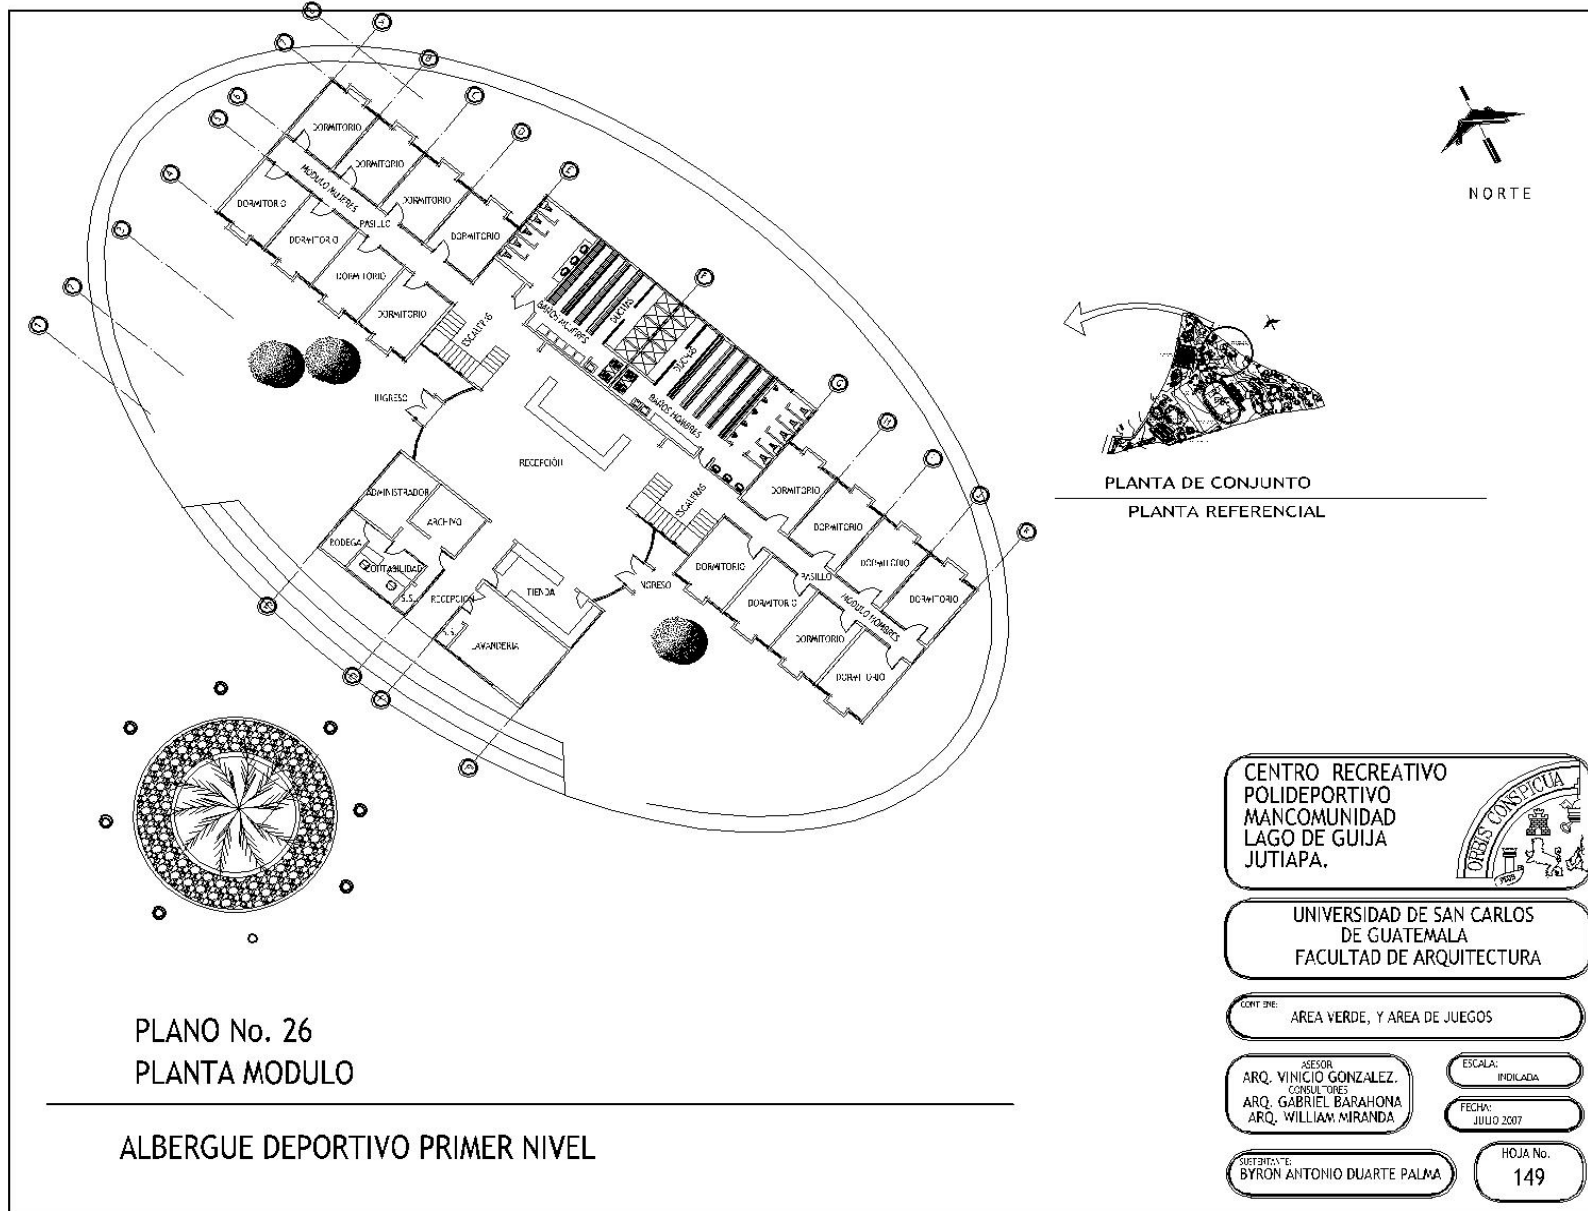 DORMITORIO
DORMITORIO
DORMITORIO
DORMITORIO
MODULO MUJERES
PASILLO
DORMITORIO
DORMITORIO
DORMITORIO
DORMITORIO
ESCALERAS
BAÑOS MUJERES
DUCHAS
DUCHAS
BAÑOS HOMBRES
INGRESO
RECEPCIÓN
ESCALERAS
ADMINISTRADOR
ARCHIVO
BODEGA
CONTABILIDAD
S.S.
RECEPCION
TIENDA
S.S.
LAVANDERIA
INGRESO
DORMITORIO
DORMITORIO
DORMITORIO
DORMITORIO
PASILLO
MODULO HOMBRES
DORMITORIO
DORMITORIO
DORMITORIO
DORMITORIO
NORTE
PLANTA DE CONJUNTO
PLANTA REFERENCIAL
PLANO No. 26
PLANTA MODULO
ALBERGUE DEPORTIVO PRIMER NIVEL
CENTRO RECREATIVO
POLIDEPORTIVO
MANCOMUNIDAD
LAGO DE GUIJA
JUTIAPA.
ORBIS CONSPICUA
UNIVERSIDAD DE SAN CARLOS
DE GUATEMALA
FACULTAD DE ARQUITECTURA
CONTIENE:
AREA VERDE, Y AREA DE JUEGOS
ASESOR
ARQ. VINICIO GONZALEZ.
CONSULTORES
ARQ. GABRIEL BARAHONA
ARQ. WILLIAM MIRANDA
ESCALA:
INDICADA
FECHA:
JULIO 2007
SUSTENTANTE:
BYRON ANTONIO DUARTE PALMA
HOJA No.
149